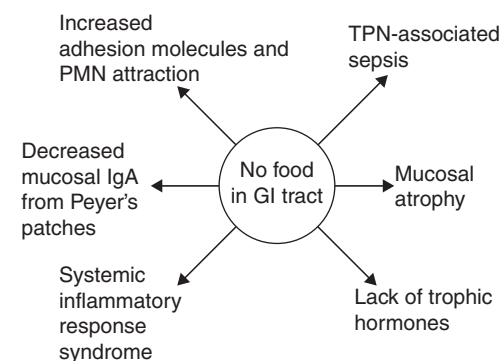 Increased
adhesion molecules and
PMN attraction
TPN-associated
sepsis
Decreased
mucosal IgA
from Peyer's
patches
No food
in GI tract
Mucosal
atrophy
Systemic
inflammatory
response
syndrome
Lack of trophic
hormones